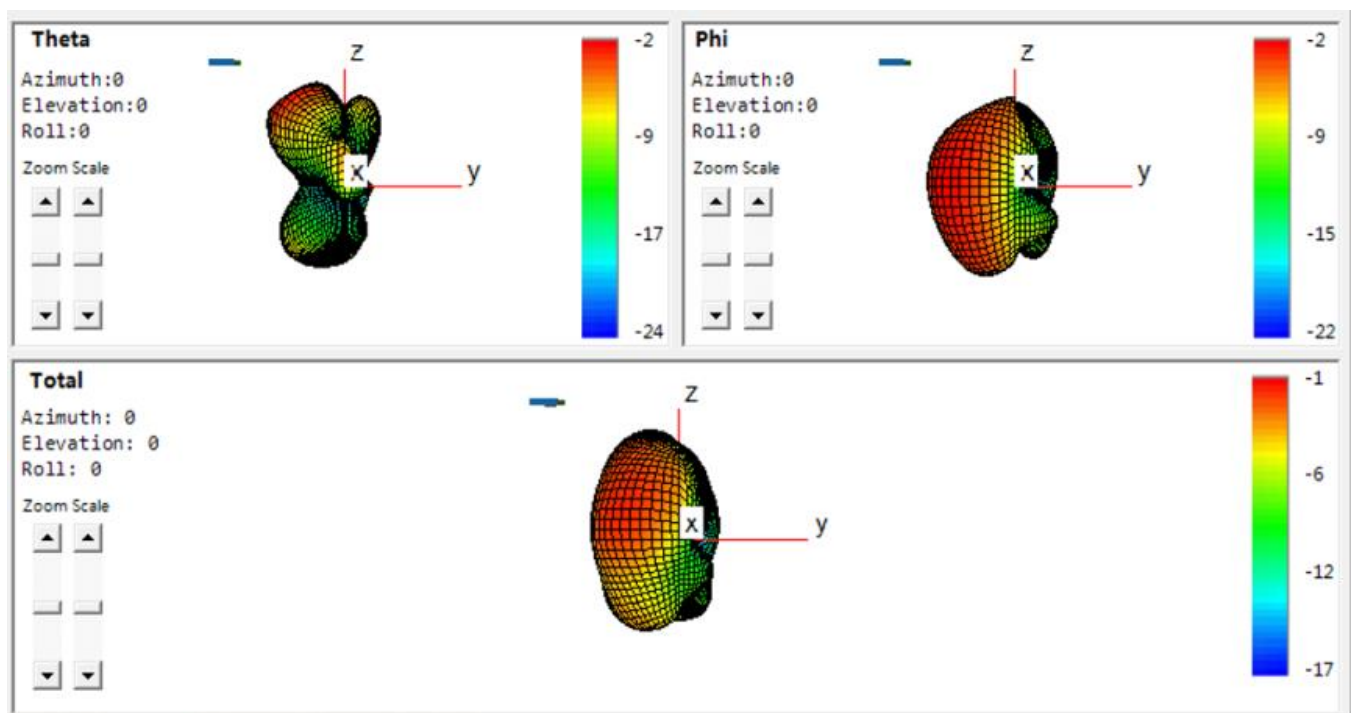 Theta
Azimuth:0
Elevation:0
Roll:0
Zoom Scale
z
x
y
-2
-9
-17
-24
Phi
Azimuth:0
Elevation:0
Roll:0
Zoom Scale
z
x
y
-2
-9
-15
-22
Total
Azimuth: 0
Elevation: 0
Roll: 0
Zoom Scale
z
x
y
-1
-6
-12
-17